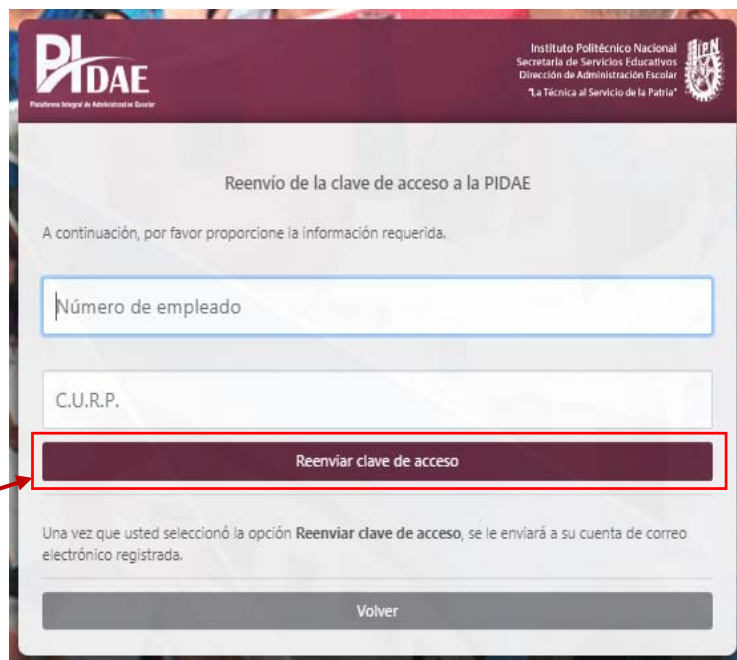 PIDAE
Plataforma Integral de Administración Escolar
Instituto Politécnico Nacional
Secretaría de Servicios Educativos
Dirección de Administración Escolar
"La Técnica al Servicio de la Patria"
IPN
Reenvío de la clave de acceso a la PIDAE
A continuación, por favor proporcione la información requerida.
Número de empleado
C.U.R.P.
Reenviar clave de acceso
Una vez que usted seleccionó la opción Reenviar clave de acceso, se le enviará a su cuenta de correo
electrónico registrada.
Volver